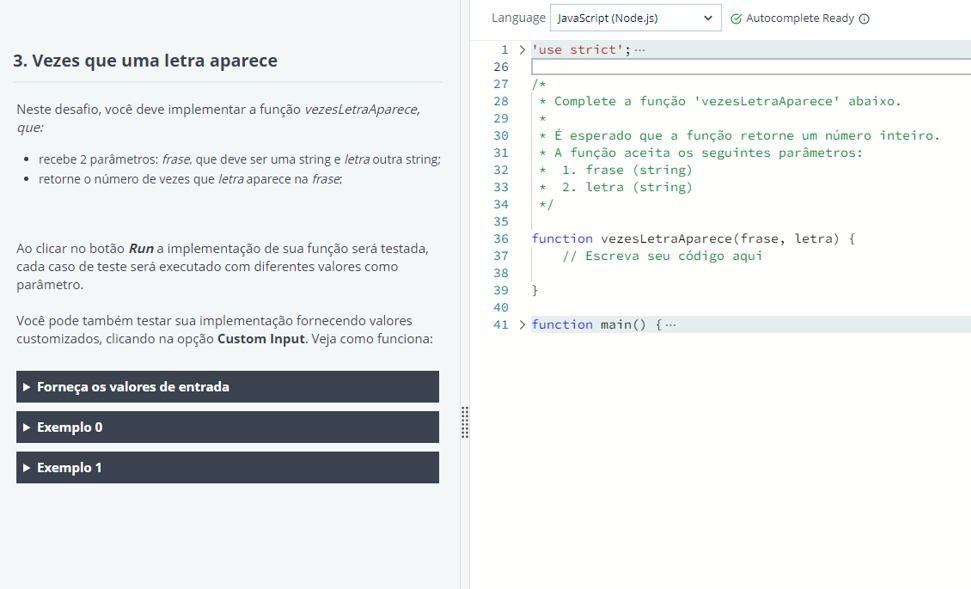 Language
JavaScript (Node.js)
Autocomplete Ready
3. Vezes que uma letra aparece
Neste desafio, você deve implementar a função vezesLetraAparece,
que:
recebe 2 parâmetros: frase, que deve ser uma string e letra outra string;
retorne o número de vezes que letra aparece na frase;
Ao clicar no botão Run a implementação de sua função será testada,
cada caso de teste será executado com diferentes valores como
parâmetro.
Você pode também testar sua implementação fornecendo valores
customizados, clicando na opção Custom Input. Veja como funciona:
Forneça os valores de entrada
Exemplo 0
Exemplo 1
1 'use strict'; ···
26
27 /*
28 * Complete a função 'vezesLetraAparece' abaixo.
29 *
30 * É esperado que a função retorne um número inteiro.
31 * A função aceita os seguintes parâmetros:
32 * 1. frase (string)
33 * 2. letra (string)
34 */
35
36 function vezesLetraAparece(frase, letra) {
37 // Escreva seu código aqui
38
39 }
40
41 function main() { ···